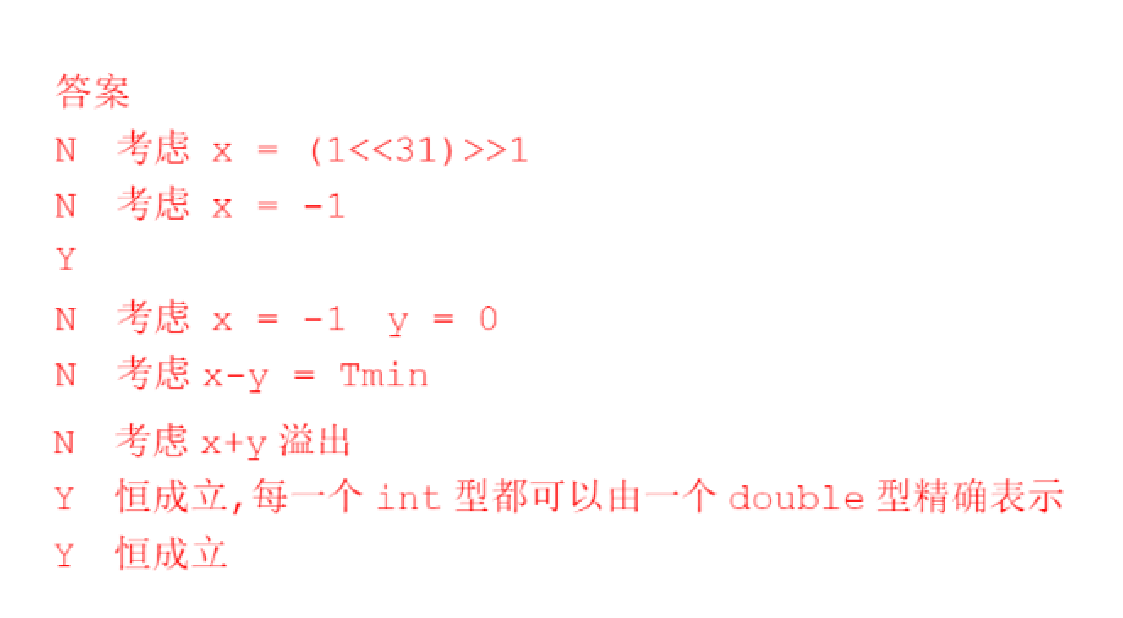 答案
N 考虑 x = (1<<31)>>1
N 考虑 x = -1
Y
N 考虑 x = -1 y = 0
N 考虑 x-y = Tmin
N 考虑 x+y 溢出
Y 恒成立,每一个 int 型都可以由一个 double 型精确表示
Y 恒成立